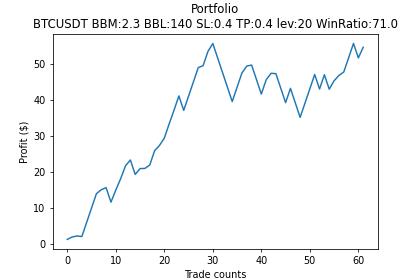 Portfolio
BTCUSDT BBM:2.3 BBL:140 SL:0.4 TP:0.4 lev:20 WinRatio:71.0
50
40
30
20
10
0
Profit ($)
0 10 20 30 40 50 60
Trade counts